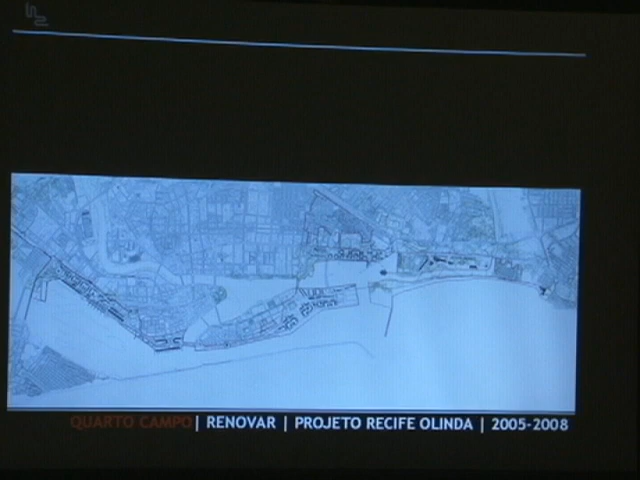 QUARTO CAMPO | RENOVAR | PROJETO RECIFE OLINDA | 2005-2008